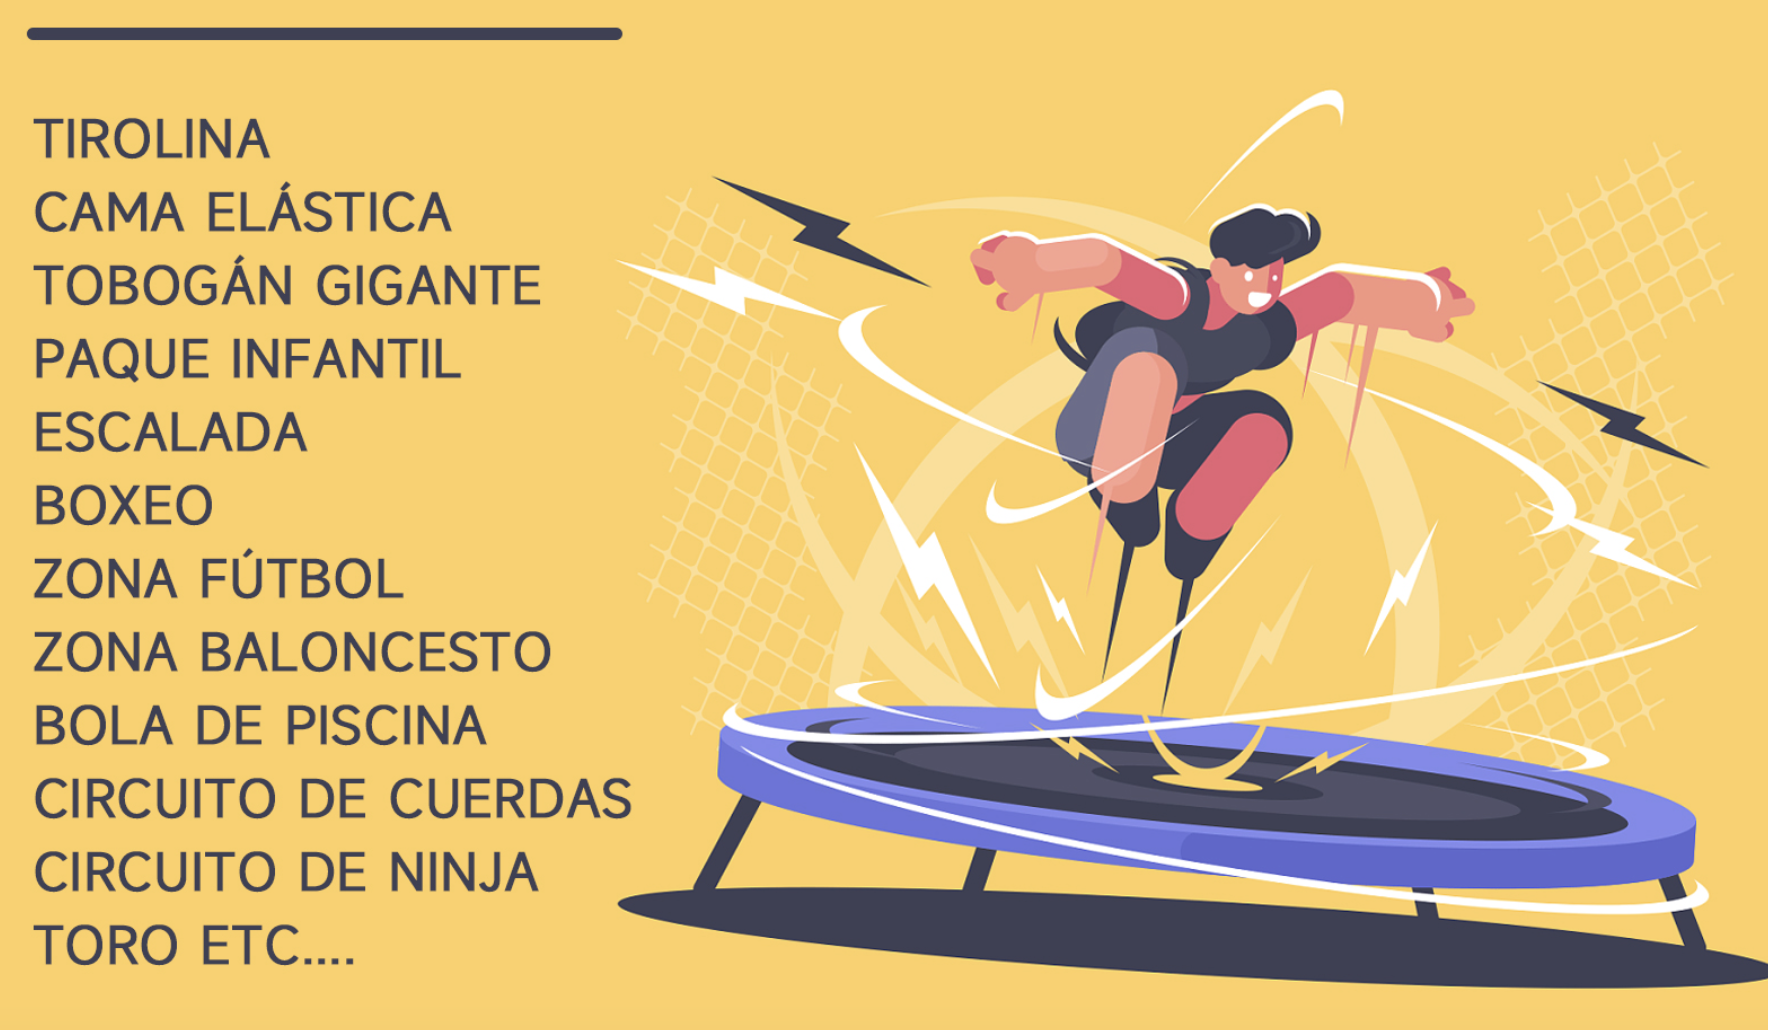 TIROLINA
CAMA ELÁSTICA
TOBOGÁN GIGANTE
PAQUE INFANTIL
ESCALADA
BOXEO
ZONA FÚTBOL
ZONA BALONCESTO
BOLA DE PISCINA
CIRCUITO DE CUERDAS
CIRCUITO DE NINJA
TORO ETC....